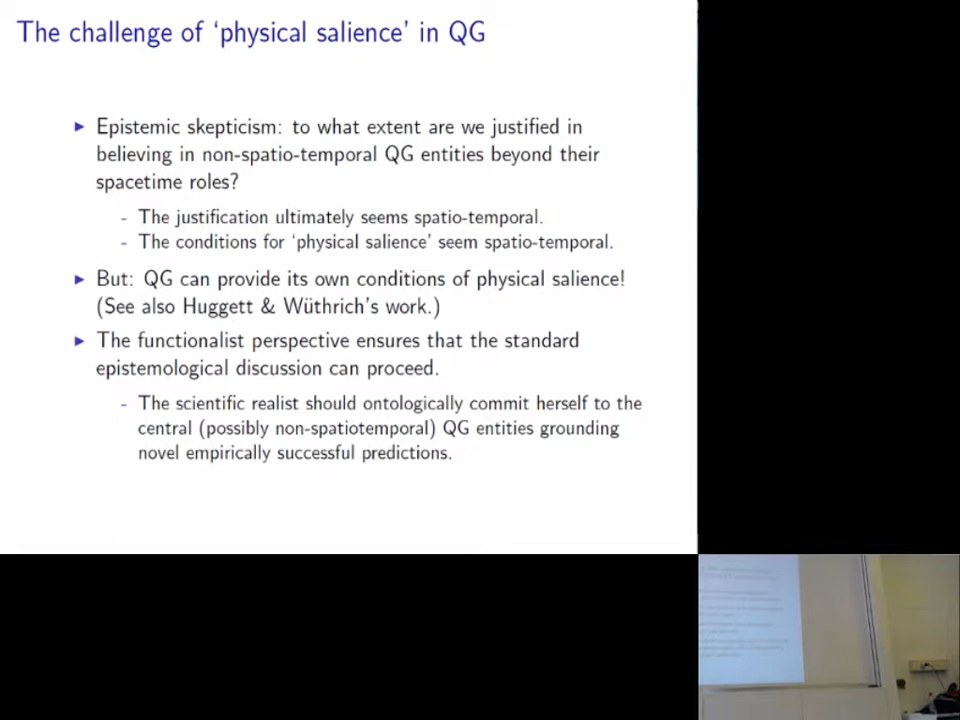 The challenge of ‘physical salience’ in QG
▶ Epistemic skepticism: to what extent are we justified in
believing in non-spatio-temporal QG entities beyond their
spacetime roles?
- The justification ultimately seems spatio-temporal.
- The conditions for ‘physical salience’ seem spatio-temporal.
▶ But: QG can provide its own conditions of physical salience!
(See also Huggett & Wüthrich’s work.)
▶ The functionalist perspective ensures that the standard
epistemological discussion can proceed.
- The scientific realist should ontologically commit herself to the
central (possibly non-spatiotemporal) QG entities grounding
novel empirically successful predictions.